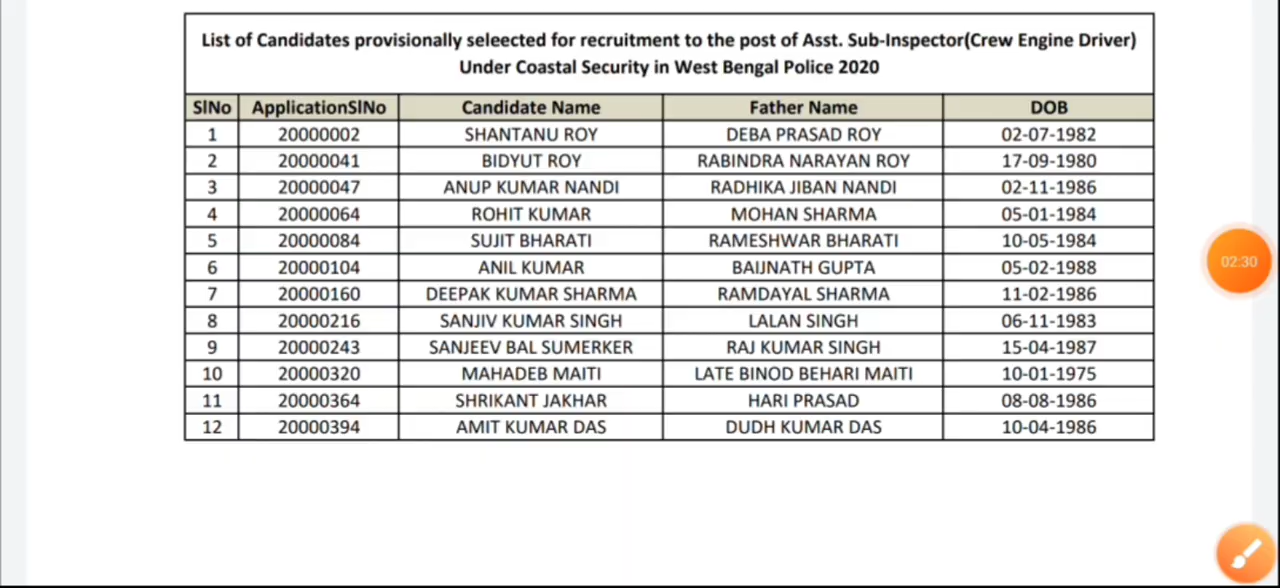 List of Candidates provisionally seleected for recruitment to the post of Asst. Sub-Inspector(Crew Engine Driver)
Under Coastal Security in West Bengal Police 2020
SlNo ApplicationSlNo Candidate Name Father Name DOB
1 20000002 SHANTANU ROY DEBA PRASAD ROY 02-07-1982
2 20000041 BIDYUT ROY RABINDRA NARAYAN ROY 17-09-1980
3 20000047 ANUP KUMAR NANDI RADHIKA JIBAN NANDI 02-11-1986
4 20000064 ROHIT KUMAR MOHAN SHARMA 05-01-1984
5 20000084 SUJIT BHARATI RAMESHWAR BHARATI 10-05-1984
6 20000104 ANIL KUMAR BAIJNATH GUPTA 05-02-1988
7 20000160 DEEPAK KUMAR SHARMA RAMDAYAL SHARMA 11-02-1986
8 20000216 SANJIV KUMAR SINGH LALAN SINGH 06-11-1983
9 20000243 SANJEEV BAL SUMERKER RAJ KUMAR SINGH 15-04-1987
10 20000320 MAHADEB MAITI LATE BINOD BEHARI MAITI 10-01-1975
11 20000364 SHRIKANT JAKHAR HARI PRASAD 08-08-1986
12 20000394 AMIT KUMAR DAS DUDH KUMAR DAS 10-04-1986
02:30